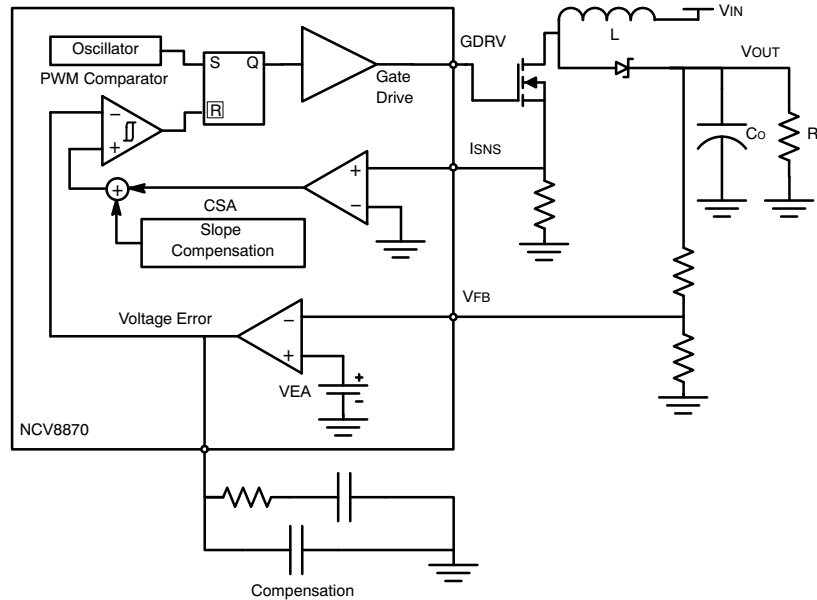 VIN
L
GDRV
Oscillator
S Q
VOUT
PWM Comparator
Gate
Drive
R
−
+
CO
R
ISNS
+
+
−
CSA
Slope
Compensation
VFB
Voltage Error
−
+
+
−
VEA
NCV8870
Compensation